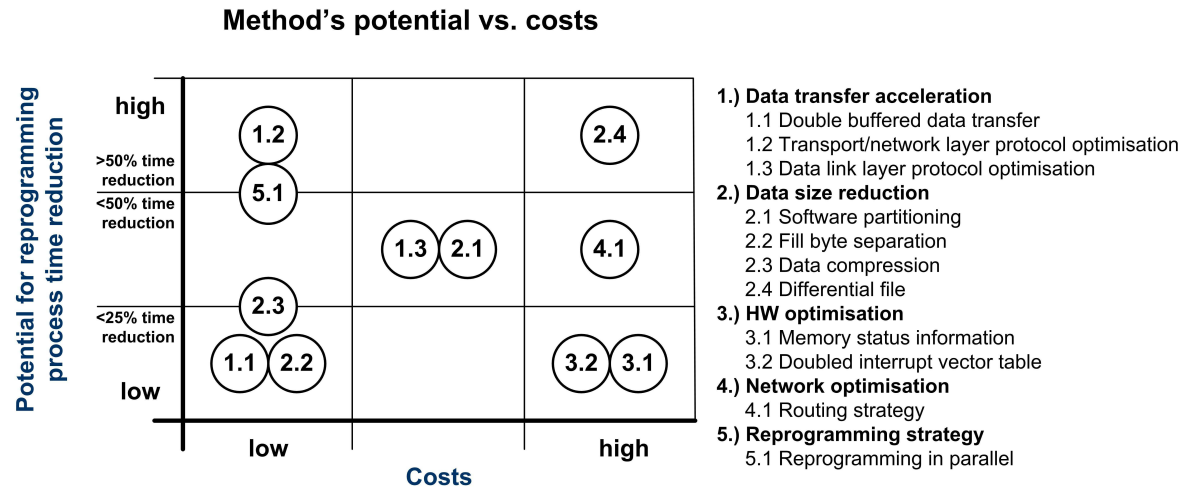 Method’s potential vs. costs
Potential for reprogramming
process time reduction
high
>50% time
reduction
<50% time
reduction
<25% time
reduction
low
1.2
2.4
5.1
1.3
2.1
4.1
2.3
1.1
2.2
3.2
3.1
low
high
Costs
1.) Data transfer acceleration
1.1 Double buffered data transfer
1.2 Transport/network layer protocol optimisation
1.3 Data link layer protocol optimisation
2.) Data size reduction
2.1 Software partitioning
2.2 Fill byte separation
2.3 Data compression
2.4 Differential file
3.) HW optimisation
3.1 Memory status information
3.2 Doubled interrupt vector table
4.) Network optimisation
4.1 Routing strategy
5.) Reprogramming strategy
5.1 Reprogramming in parallel